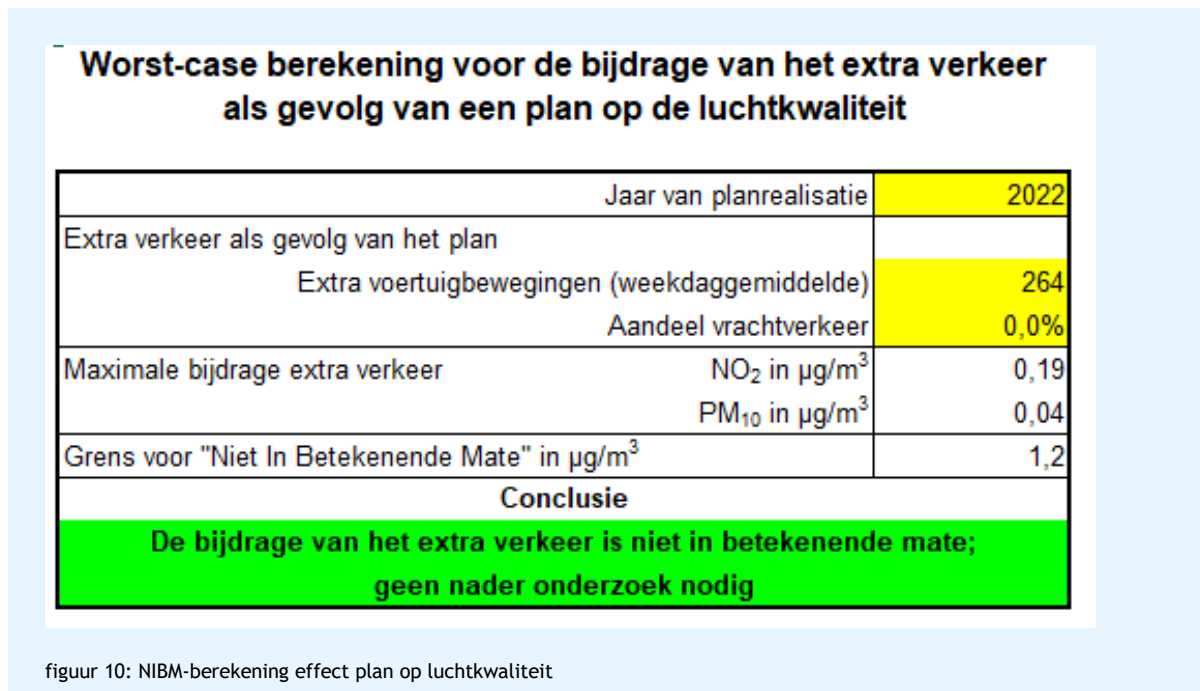 Worst-case berekening voor de bijdrage van het extra verkeer
als gevolg van een plan op de luchtkwaliteit
Jaar van planrealisatie 2022
Extra verkeer als gevolg van het plan
Extra voertuigbewegingen (weekdaggemiddelde) 264
Aandeel vrachtverkeer 0,0%
Maximale bijdrage extra verkeer NO₂ in µg/m³ 0,19
PM₁₀ in µg/m³ 0,04
Grens voor "Niet In Betekenende Mate" in µg/m³ 1,2
Conclusie
De bijdrage van het extra verkeer is niet in betekenende mate;
geen nader onderzoek nodig
figuur 10: NIBM-berekening effect plan op luchtkwaliteit